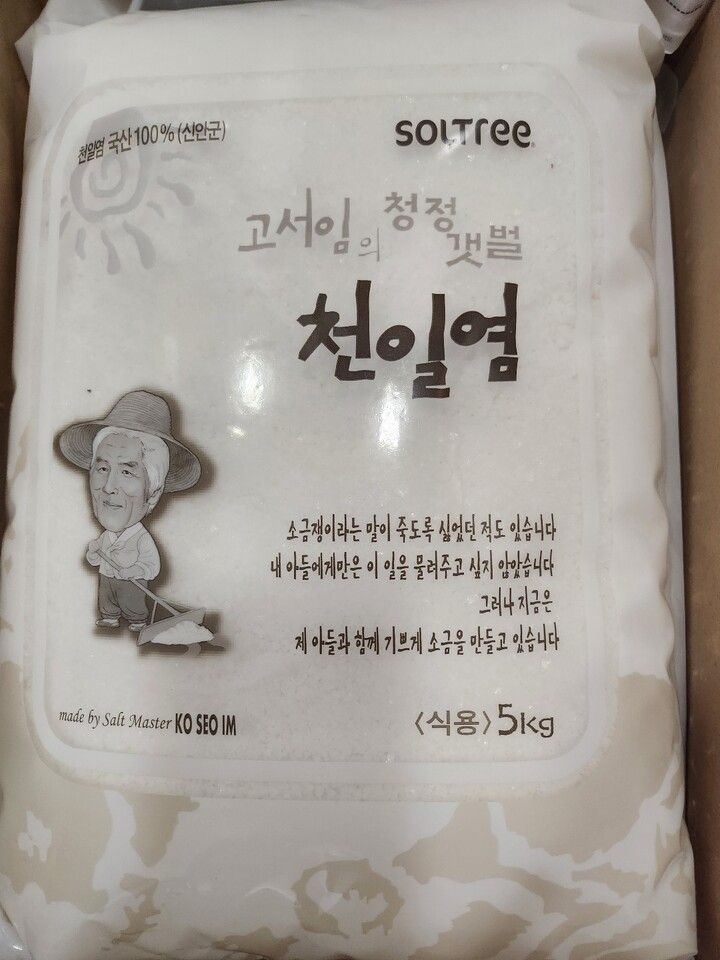 천일염 국산 100% (신안군)
SOLTree
고서임의 청정 갯벌
천일염
소금쟁이라는 말이 죽도록 싫었던 적도 있습니다
내 아들에게만은 이 일을 물려주고 싶지 않았습니다
그러나 지금은
제 아들과 함께 기쁘게 소금을 만들고 있습니다
made by Salt Master KO SEO IM
<식용> 5kg